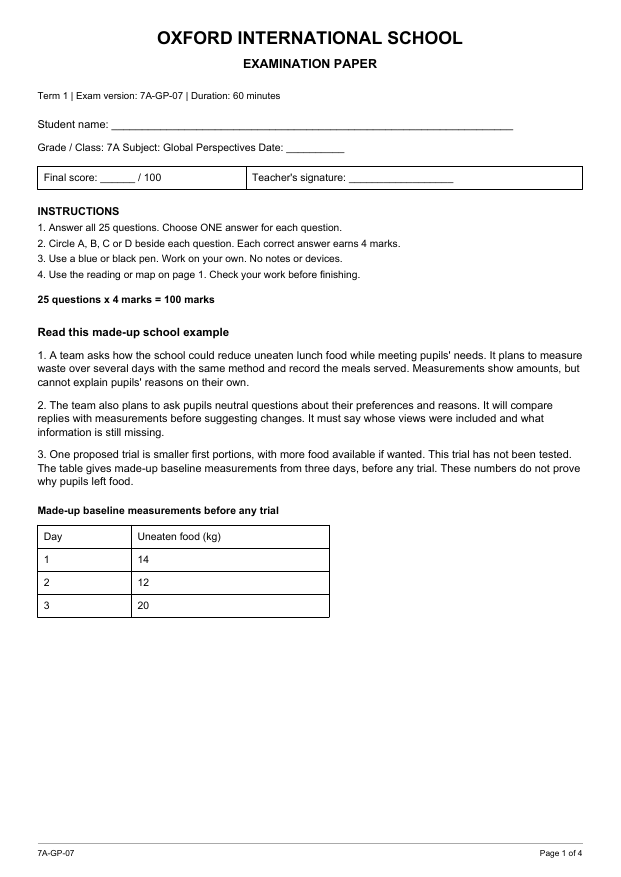 OXFORD INTERNATIONAL SCHOOL
EXAMINATION PAPER
Term 1 | Exam version: 7A-GP-07 | Duration: 60 minutes
Student name: _______________________________________________________________
Grade / Class: 7A Subject: Global Perspectives Date: __________
Final score: ______ / 100 Teacher's signature: __________________
INSTRUCTIONS
1. Answer all 25 questions. Choose ONE answer for each question.
2. Circle A, B, C or D beside each question. Each correct answer earns 4 marks.
3. Use a blue or black pen. Work on your own. No notes or devices.
4. Use the reading or map on page 1. Check your work before finishing.
25 questions x 4 marks = 100 marks
Read this made-up school example
1. A team asks how the school could reduce uneaten lunch food while meeting pupils' needs. It plans to measure
waste over several days with the same method and record the meals served. Measurements show amounts, but
cannot explain pupils' reasons on their own.
2. The team also plans to ask pupils neutral questions about their preferences and reasons. It will compare
replies with measurements before suggesting changes. It must say whose views were included and what
information is still missing.
3. One proposed trial is smaller first portions, with more food available if wanted. This trial has not been tested.
The table gives made-up baseline measurements from three days, before any trial. These numbers do not prove
why pupils left food.
Made-up baseline measurements before any trial
Day Uneaten food (kg)
1 14
2 12
3 20
7A-GP-07 Page 1 of 4